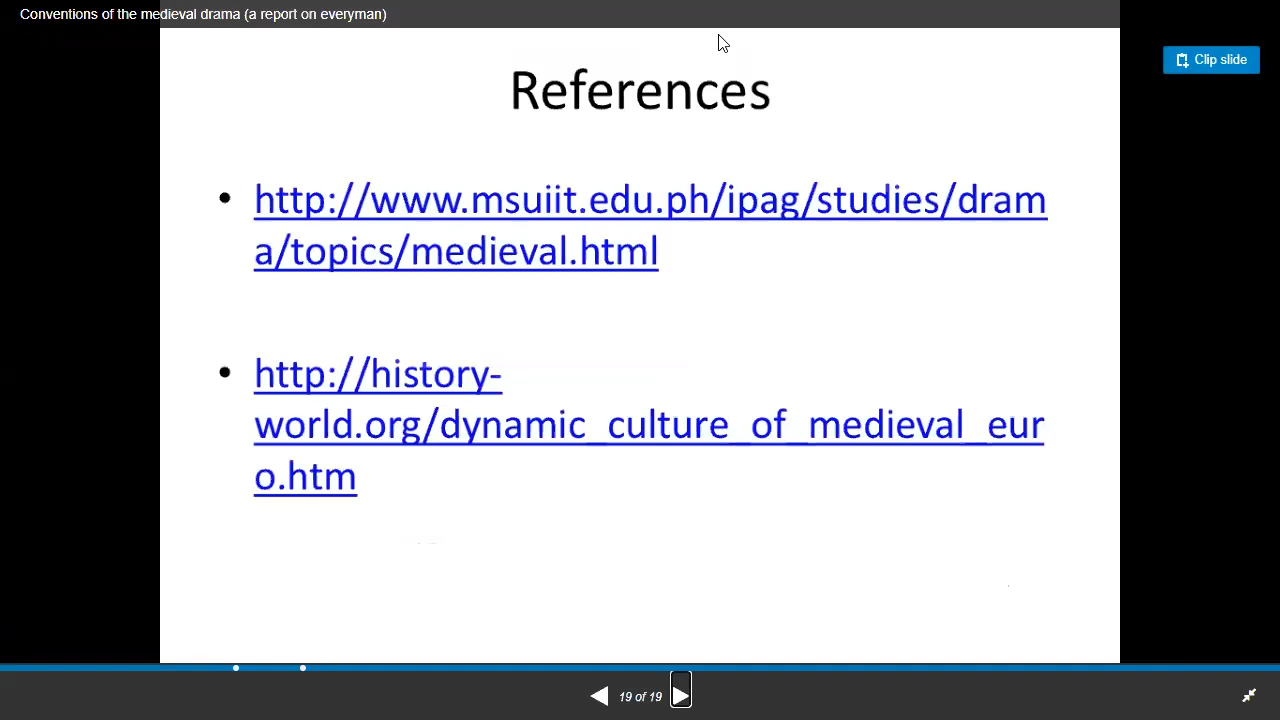 Conventions of the medieval drama (a report on everyman)
Clip slide
References
• http://www.msuiit.edu.ph/ipag/studies/dram
a/topics/medieval.html
• http://history-
world.org/dynamic_culture_of_medieval_eur
o.htm
19 of 19